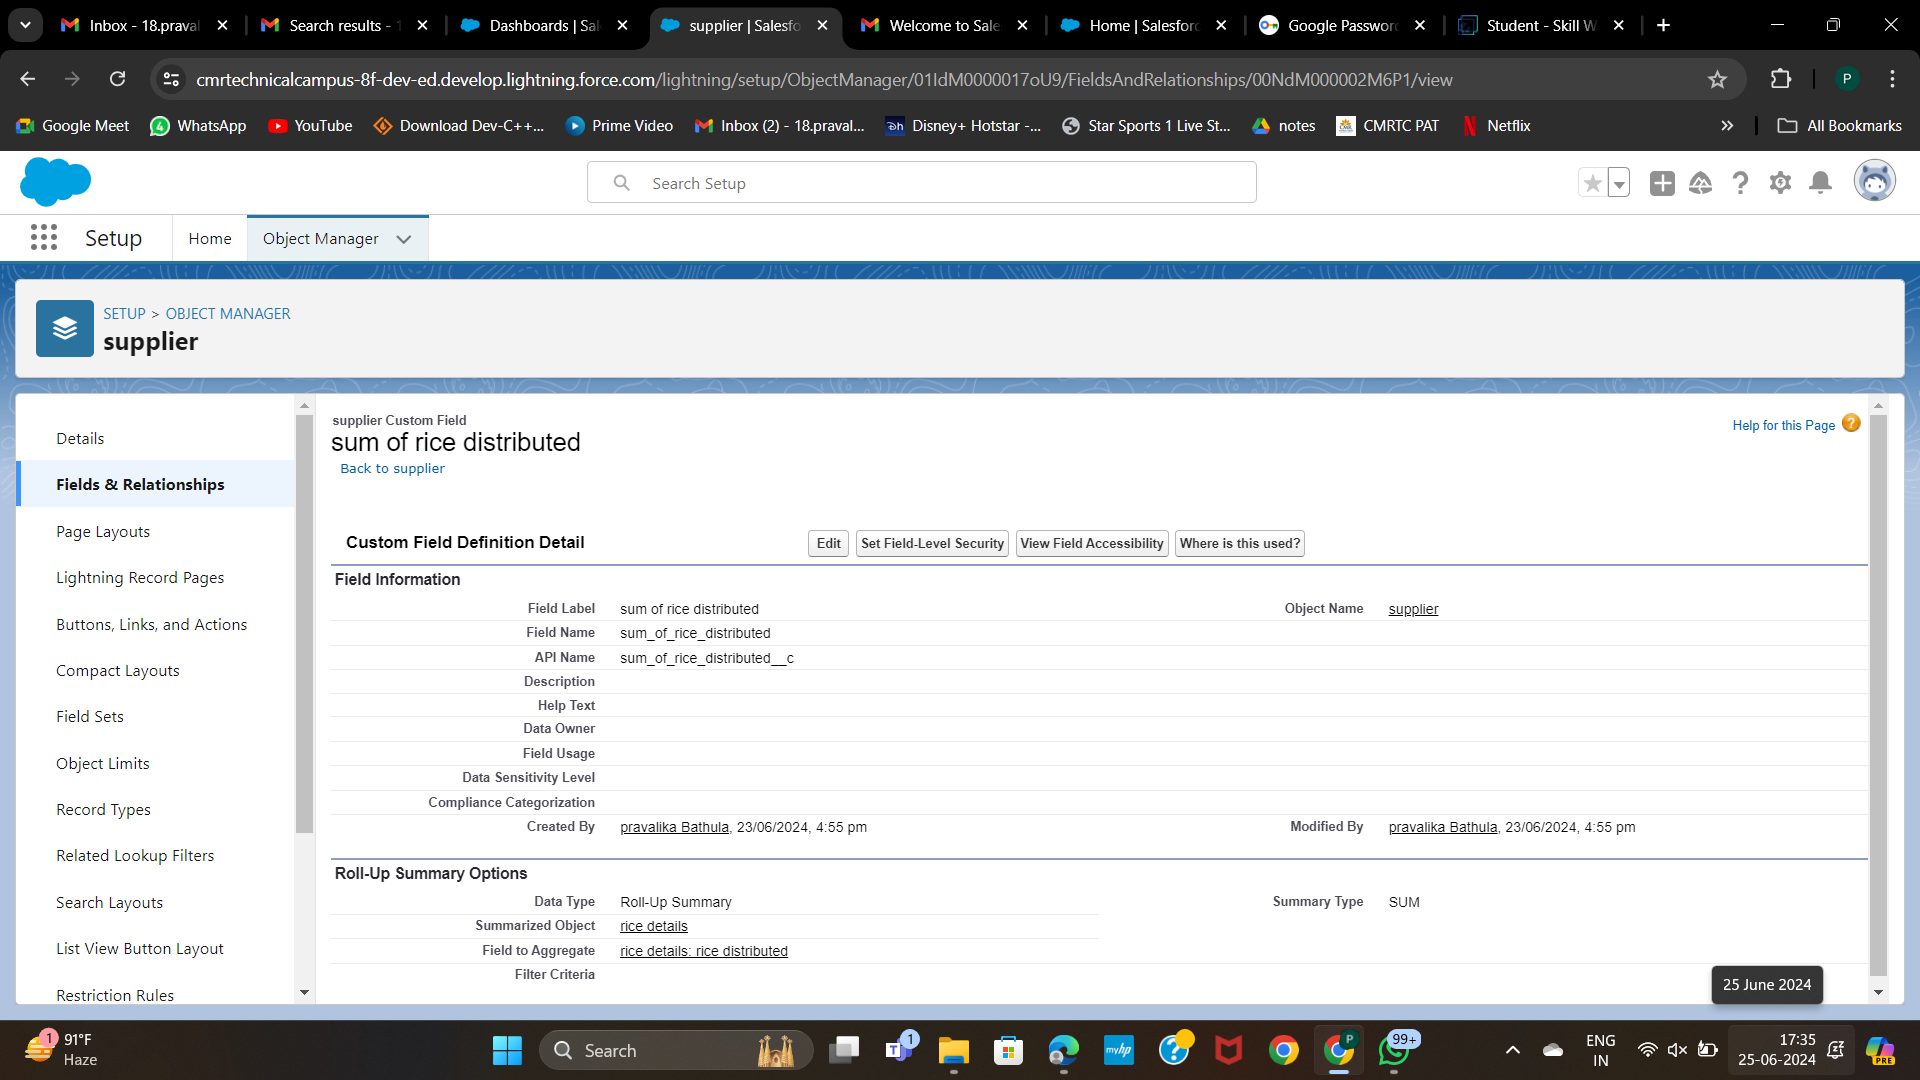 Inbox - 18.praval
Search results - 1
Dashboards | Sal
supplier | Salesfo
Welcome to Sale
Home | Salesforc
Google Password
Student - Skill W
cmrtechnicalcampus-8f-dev-ed.develop.lightning.force.com/lightning/setup/ObjectManager/01IdM0000017oU9/FieldsAndRelationships/00NdM000002M6P1/view
P
Google Meet WhatsApp YouTube Download Dev-C++... Prime Video Inbox (2) - 18.praval... Disney+ Hotstar -... Star Sports 1 Live St... notes CMRTC PAT Netflix » All Bookmarks
Search Setup
Setup Home Object Manager
SETUP > OBJECT MANAGER
supplier
Details
Fields & Relationships
Page Layouts
Lightning Record Pages
Buttons, Links, and Actions
Compact Layouts
Field Sets
Object Limits
Record Types
Related Lookup Filters
Search Layouts
List View Button Layout
Restriction Rules
supplier Custom Field
sum of rice distributed
Back to supplier
Help for this Page ?
Custom Field Definition Detail Edit Set Field-Level Security View Field Accessibility Where is this used?
Field Information
Field Label sum of rice distributed Object Name supplier
Field Name sum_of_rice_distributed
API Name sum_of_rice_distributed__c
Description
Help Text
Data Owner
Field Usage
Data Sensitivity Level
Compliance Categorization
Created By pravalika Bathula, 23/06/2024, 4:55 pm Modified By pravalika Bathula, 23/06/2024, 4:55 pm
Roll-Up Summary Options
Data Type Roll-Up Summary Summary Type SUM
Summarized Object rice details
Field to Aggregate rice details: rice distributed
Filter Criteria
25 June 2024
1 91°F
Haze
Search
1
myhp
?
P
99+
ENG
IN
17:35
25-06-2024
PRE